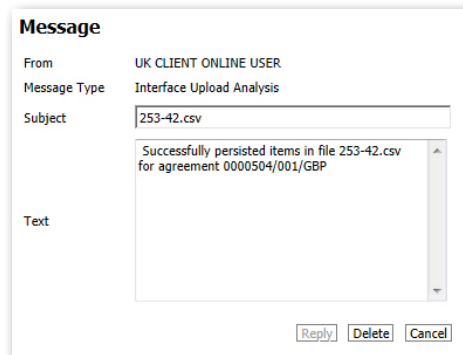 Message
From UK CLIENT ONLINE USER
Message Type Interface Upload Analysis
Subject 253-42.csv
Successfully persisted items in file 253-42.csv
for agreement 0000504/001/GBP
Text
Reply Delete Cancel